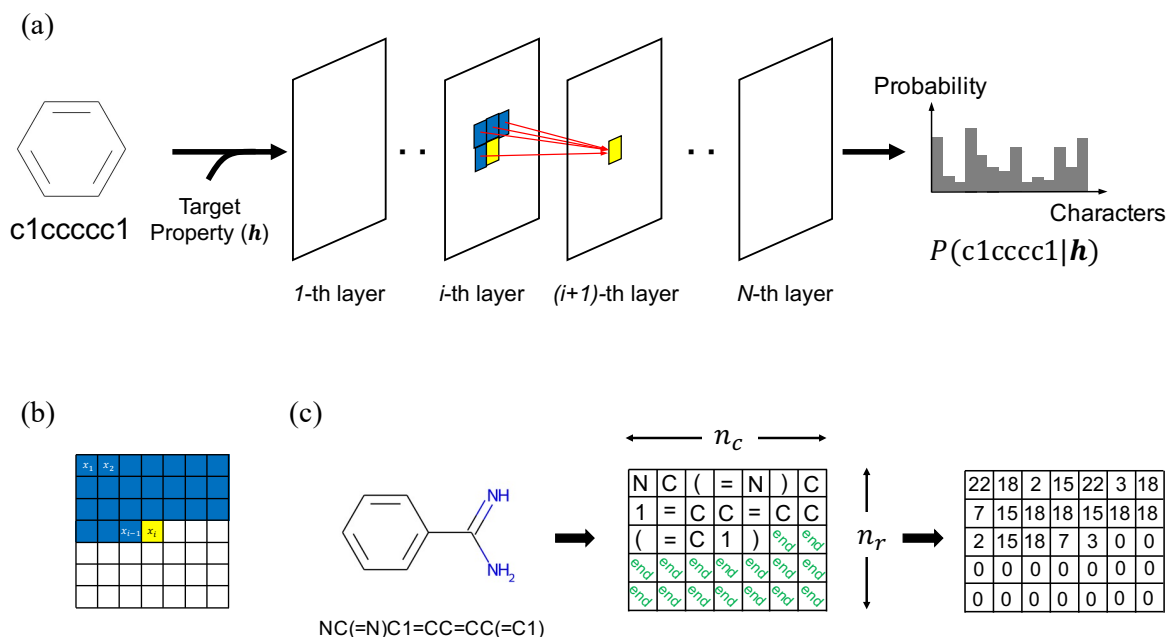 (a)
c1ccccc1
Target
Property (h)
. .
. .
1-th layer
i-th layer
(i+1)-th layer
N-th layer
Probability
Characters
P(c1cccc1|h)
(b)
x₁ x₂
xᵢ₋₁ xᵢ
(c)
NH
NH₂
NC(=N)C1=CC=CC(=C1)
n_c
N C ( = N ) C
1 = C C = C C
( = C 1 ) end end
end end end end end end end
end end end end end end end
n_r
22 18 2 15 22 3 18
7 15 18 18 15 18 18
2 15 18 7 3 0 0
0 0 0 0 0 0 0
0 0 0 0 0 0 0